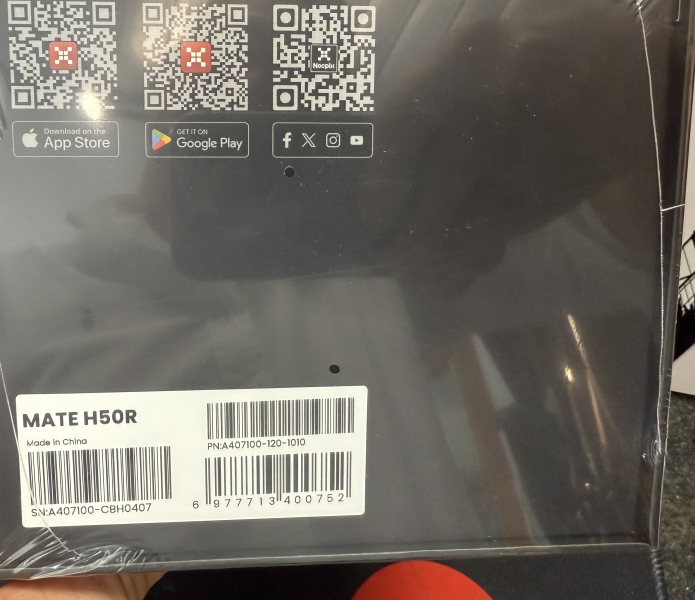 Nocpix
Download on the
App Store
GET IT ON
Google Play
MATE H50R
Made in China
PN:A407100-120-1010
SN:A407100-CBH0407
6 977713 400752